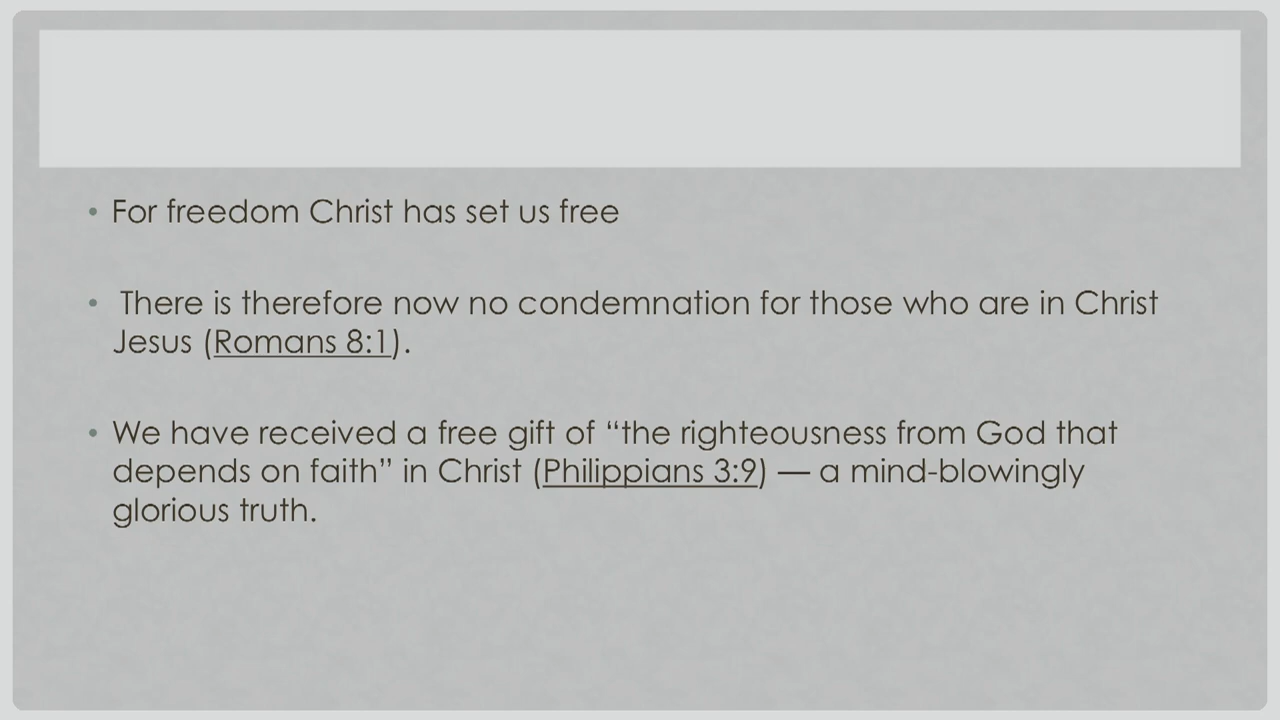 • For freedom Christ has set us free
• There is therefore now no condemnation for those who are in Christ
Jesus (Romans 8:1).
• We have received a free gift of “the righteousness from God that
depends on faith” in Christ (Philippians 3:9) — a mind-blowingly
glorious truth.